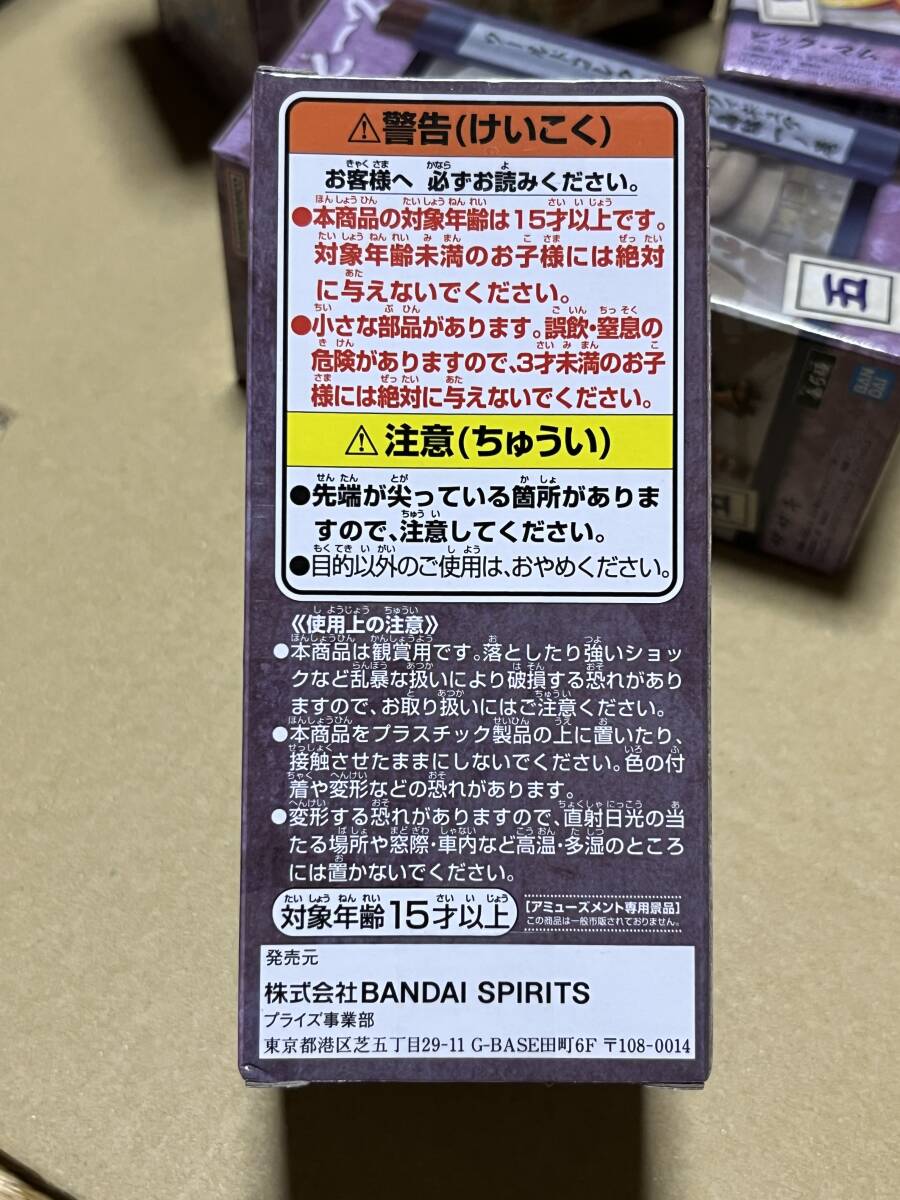 ⚠警告(けいこく)
お客様へ 必ずお読みください。
●本商品の対象年齢は15才以上です。
対象年齢未満のお子様には絶対
に与えないでください。
●小さな部品があります。誤飲・窒息の
危険がありますので、3才未満のお子
様には絶対に与えないでください。
⚠注意(ちゅうい)
●先端が尖っている箇所がありま
すので、注意してください。
●目的以外のご使用は、おやめください。
《使用上の注意》
●本商品は観賞用です。落としたり強いショッ
クなど乱暴な扱いにより破損する恐れがあり
ますので、お取り扱いにはご注意ください。
●本商品をプラスチック製品の上に置いたり、
接触させたままにしないでください。色の付
着や変形などの恐れがあります。
●変形する恐れがありますので、直射日光の当
たる場所や窓際・車内など高温・多湿のところ
には置かないでください。
対象年齢15才以上
[アミューズメント専用景品]
この商品は一般市販されておりません。
発売元
株式会社BANDAI SPIRITS
プライズ事業部
東京都港区芝五丁目29-11 G-BASE田町6F 〒108-0014
五